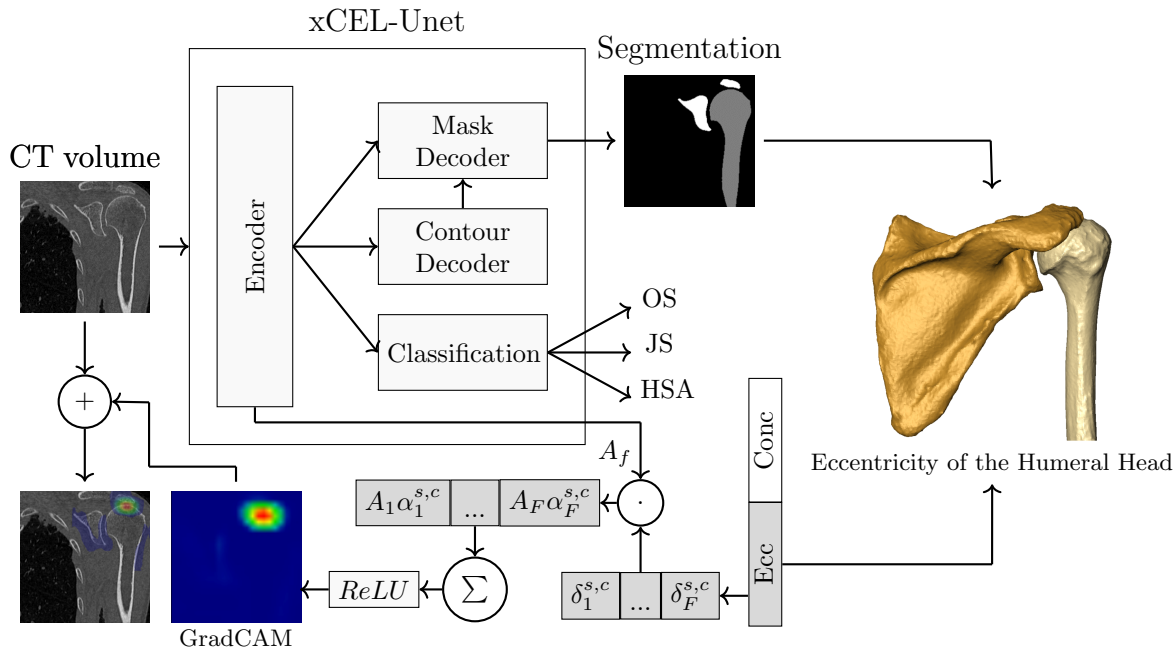 xCEL-Unet
Segmentation
CT volume
Encoder
Mask
Decoder
Contour
Decoder
Classification
OS
JS
HSA
Conc
Ecc
Eccentricity of the Humeral Head
+
A_f
·
A_1α_1^{s,c} ... A_Fα_F^{s,c}
δ_1^{s,c} ... δ_F^{s,c}
∑
ReLU
GradCAM